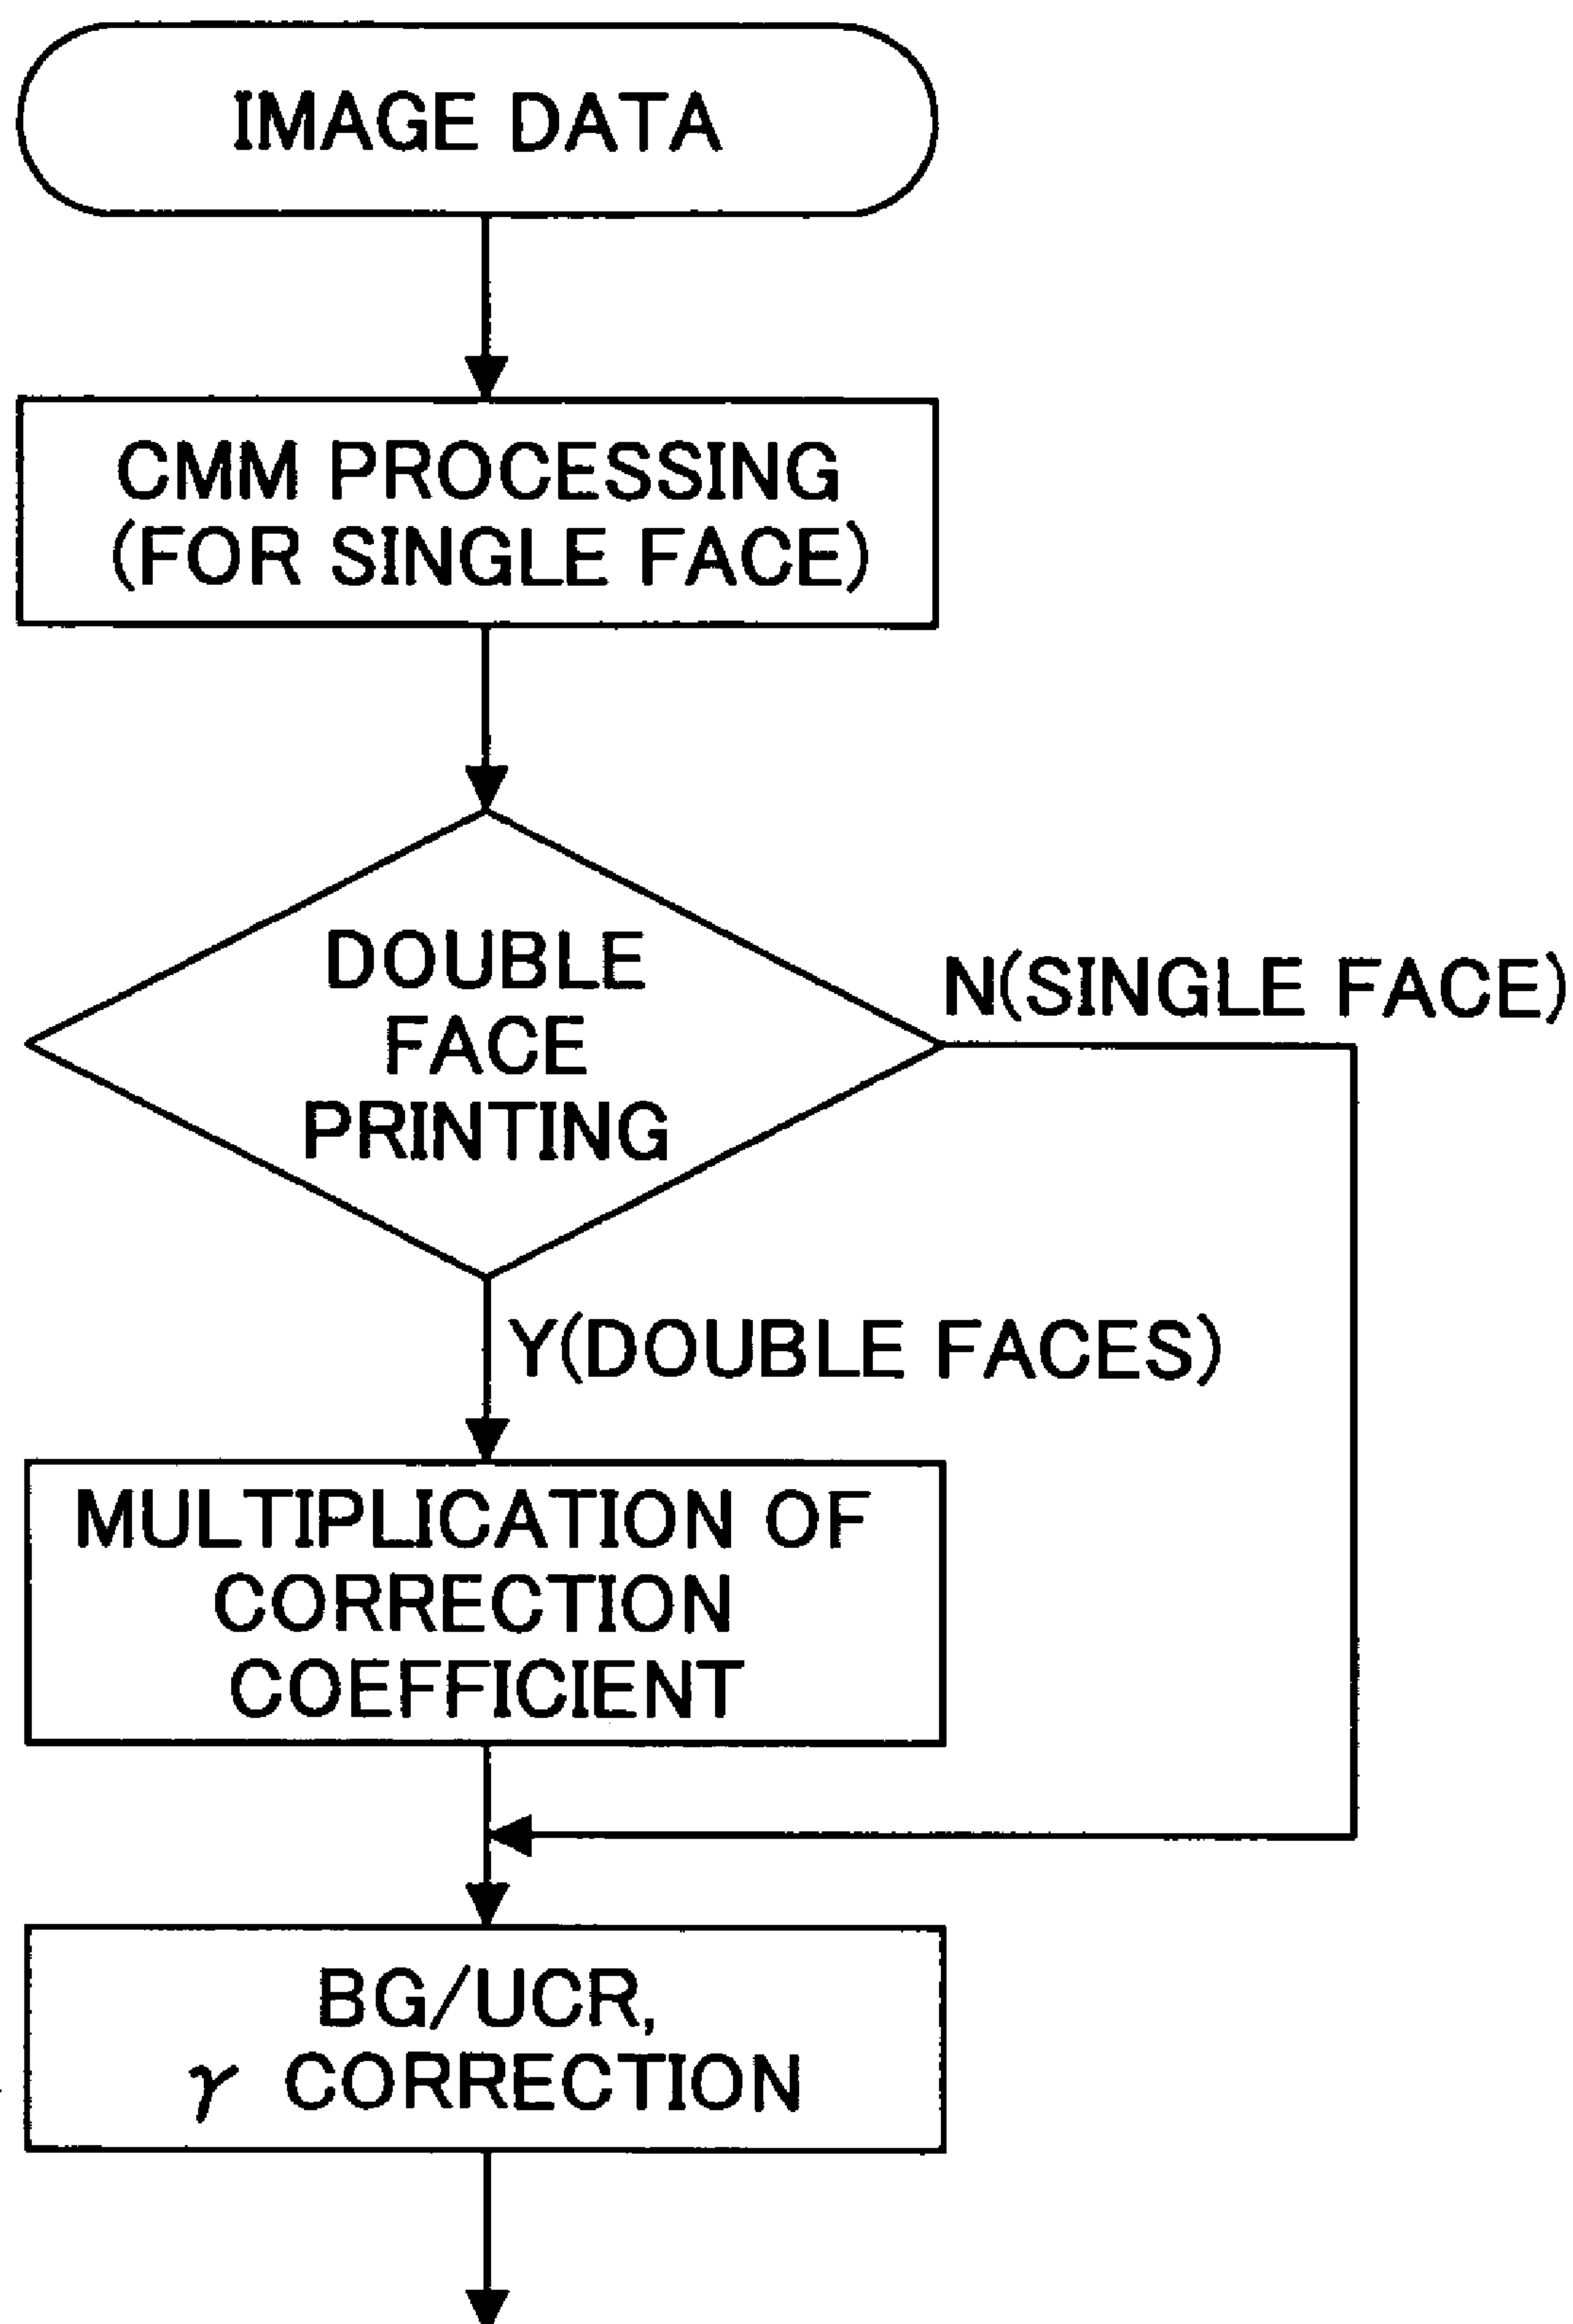 IMAGE DATA
CMM PROCESSING
(FOR SINGLE FACE)
DOUBLE
FACE
PRINTING
N(SINGLE FACE)
Y(DOUBLE FACES)
MULTIPLICATION OF
CORRECTION
COEFFICIENT
BG/UCR,
γ CORRECTION